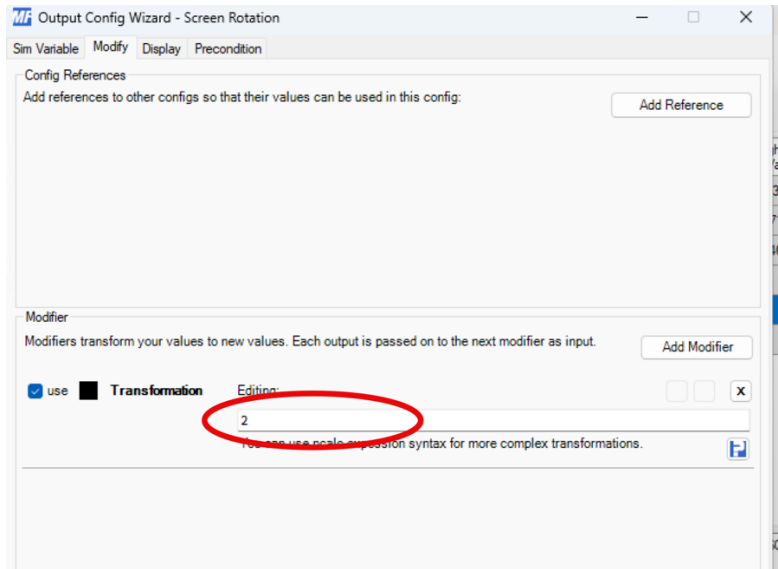 MF Output Config Wizard - Screen Rotation
Sim Variable Modify Display Precondition
Config References
Add references to other configs so that their values can be used in this config:
Add Reference
Modifier
Modifiers transform your values to new values. Each output is passed on to the next modifier as input.
Add Modifier
use Transformation Editing: x
2
You can use ncalc expession syntax for more complex transformations.